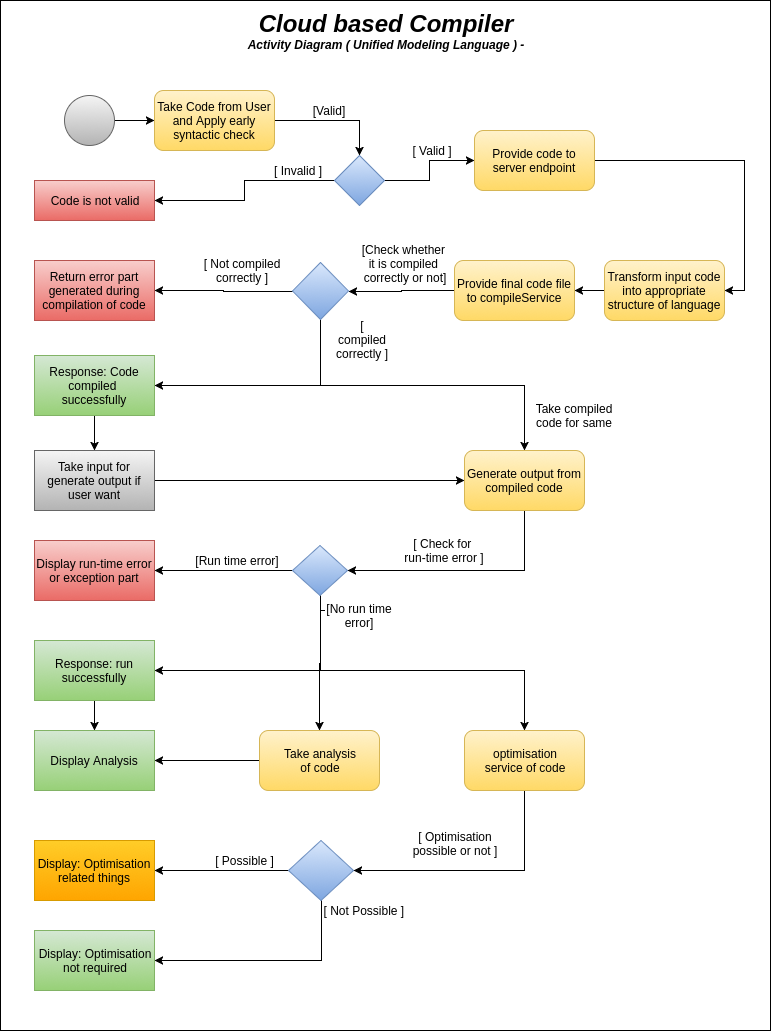 Cloud based Compiler
Activity Diagram ( Unified Modeling Language ) -
Take Code from User
and Apply early
syntactic check
[Valid]
[ Invalid ]
[ Valid ]
Provide code to
server endpoint
Code is not valid
Return error part
generated during
compilation of code
[ Not compiled
correctly ]
[Check whether
it is compiled
correctly or not]
Provide final code file
to compileService
Transform input code
into appropriate
structure of language
[
compiled
correctly ]
Response: Code
compiled
successfully
Take compiled
code for same
Take input for
generate output if
user want
Generate output from
compiled code
Display run-time error
or exception part
[Run time error]
[ Check for
run-time error ]
[No run time
error]
Response: run
successfully
Display Analysis
Take analysis
of code
optimisation
service of code
Display: Optimisation
related things
[ Possible ]
[ Optimisation
possible or not ]
[ Not Possible ]
Display: Optimisation
not required